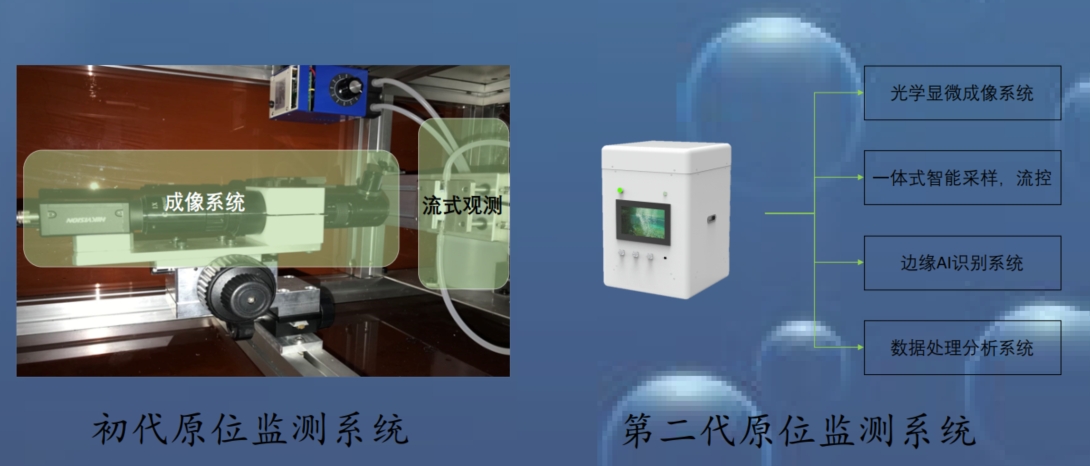 成像系统
流式观测
初代原位监测系统
光学显微成像系统
一体式智能采样，流控
边缘AI识别系统
数据处理分析系统
第二代原位监测系统